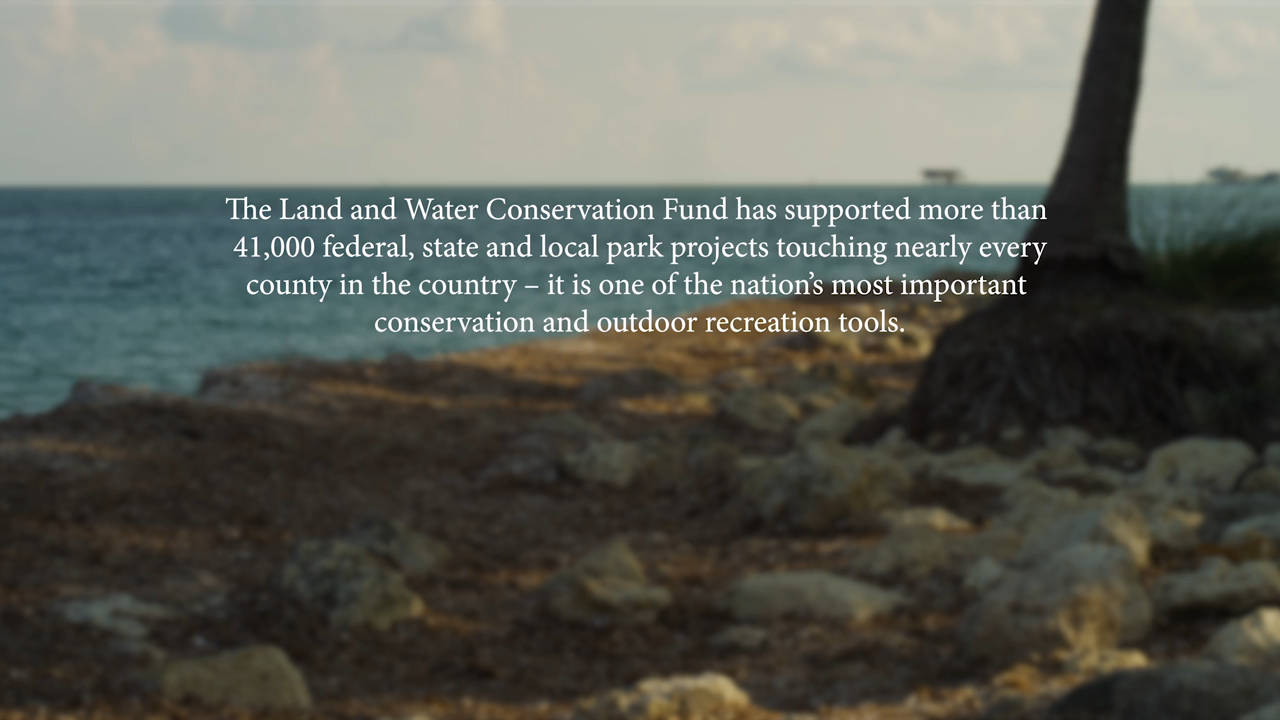 The Land and Water Conservation Fund has supported more than
41,000 federal, state and local park projects touching nearly every
county in the country – it is one of the nation’s most important
conservation and outdoor recreation tools.